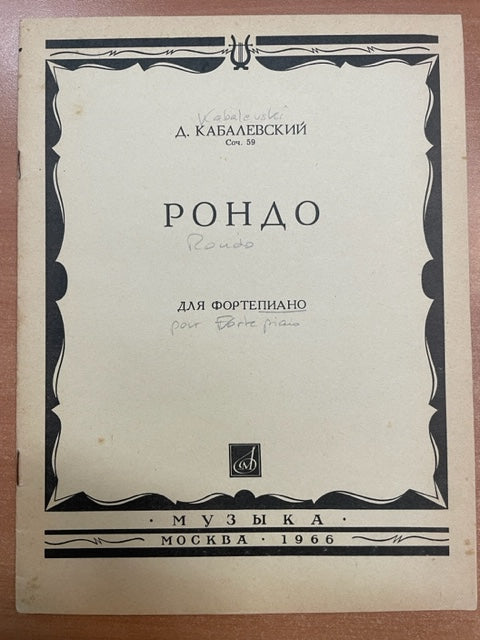 Kabalevski
Д. КАБАЛЕВСКИЙ
Соч. 59
РОНДО
Rondo
ДЛЯ ФОРТЕПИАНО
pour Forte piano
· МУЗЫКА ·
МОСКВА · 1966